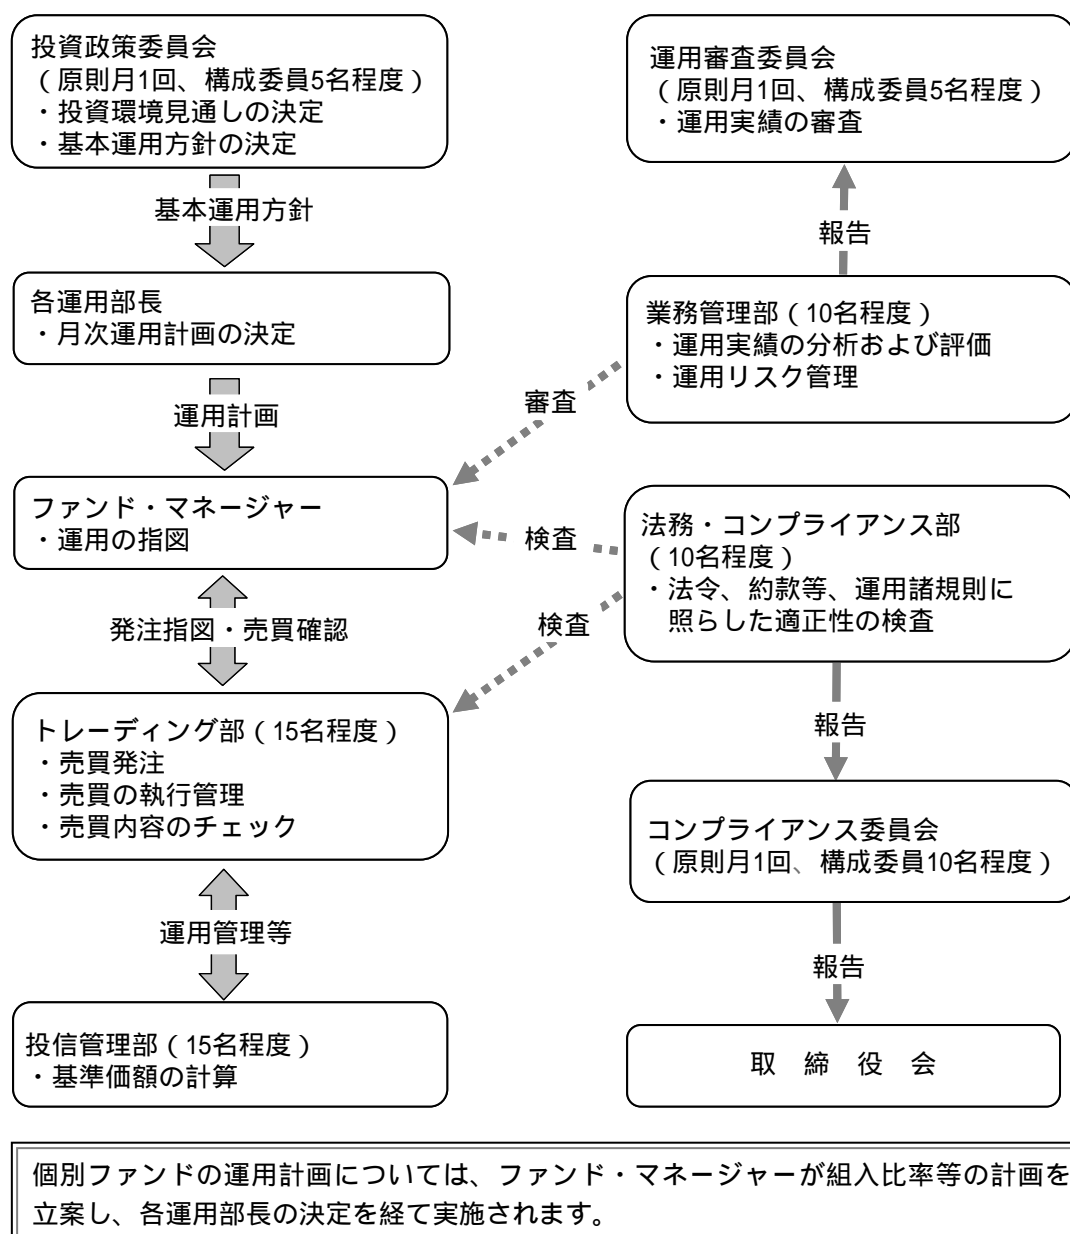 投資政策委員会
（原則月1回、構成委員5名程度）
・投資環境見通しの決定
・基本運用方針の決定
基本運用方針
各運用部長
・月次運用計画の決定
運用計画
ファンド・マネージャー
・運用の指図
発注指図・売買確認
トレーディング部（15名程度）
・売買発注
・売買の執行管理
・売買内容のチェック
運用管理等
投信管理部（15名程度）
・基準価額の計算
運用審査委員会
（原則月1回、構成委員5名程度）
・運用実績の審査
報告
業務管理部（10名程度）
・運用実績の分析および評価
・運用リスク管理
審査
検査
法務・コンプライアンス部
（10名程度）
・法令、約款等、運用諸規則に
照らした適正性の検査
検査
報告
コンプライアンス委員会
（原則月1回、構成委員10名程度）
報告
取 締 役 会
個別ファンドの運用計画については、ファンド・マネージャーが組入比率等の計画を
立案し、各運用部長の決定を経て実施されます。